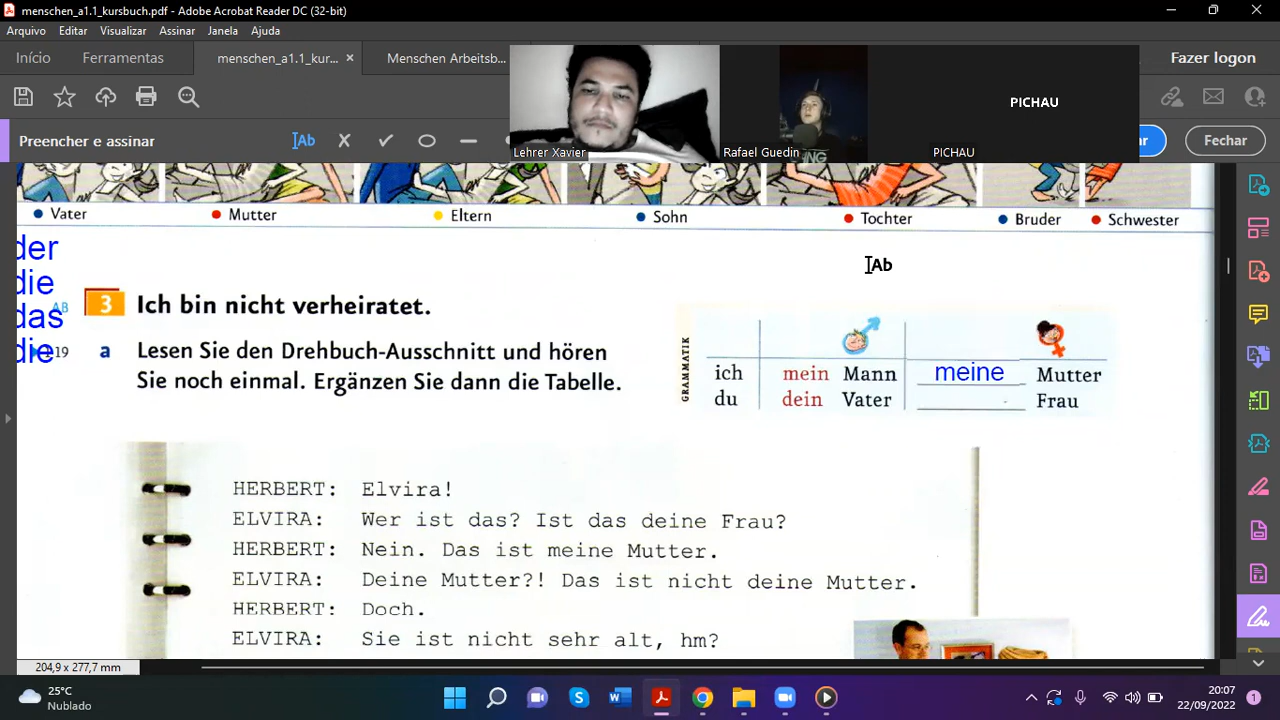 menschen_a1.1_kursbuch.pdf - Adobe Acrobat Reader DC (32-bit)
Arquivo Editar Visualizar Assinar Janela Ajuda
Início Ferramentas menschen_a1.1_kur... × Menschen Arbeitsb... Fazer logon
PICHAU
Preencher e assinar Ab Fechar
Lehrer Xavier Rafael Guedin PICHAU
Vater Mutter Eltern Sohn Tochter Bruder Schwester
der
die
das
die
Ab
AB 3 Ich bin nicht verheiratet.
19 a Lesen Sie den Drehbuch-Ausschnitt und hören
Sie noch einmal. Ergänzen Sie dann die Tabelle.
GRAMMATIK
ich mein Mann meine Mutter
du dein Vater Frau
HERBERT: Elvira!
ELVIRA: Wer ist das? Ist das deine Frau?
HERBERT: Nein. Das ist meine Mutter.
ELVIRA: Deine Mutter?! Das ist nicht deine Mutter.
HERBERT: Doch.
ELVIRA: Sie ist nicht sehr alt, hm?
204,9 x 277,7 mm
25°C
Nublado
20:07
22/09/2022
1